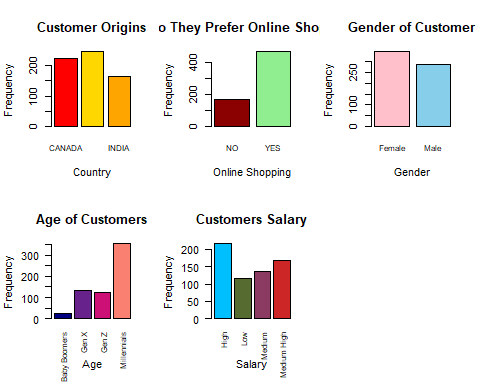 Customer Origins
Frequency
0
100
200
CANADA
INDIA
Country
o They Prefer Online Sho
Frequency
0
200
400
NO
YES
Online Shopping
Gender of Customer
Frequency
0
100
250
Female
Male
Gender
Age of Customers
Frequency
0
100
300
Baby Boomers
Gen X
Gen Z
Millennials
Age
Customers Salary
Frequency
0
50
100
150
200
High
Low
Medium
Medium High
Salary